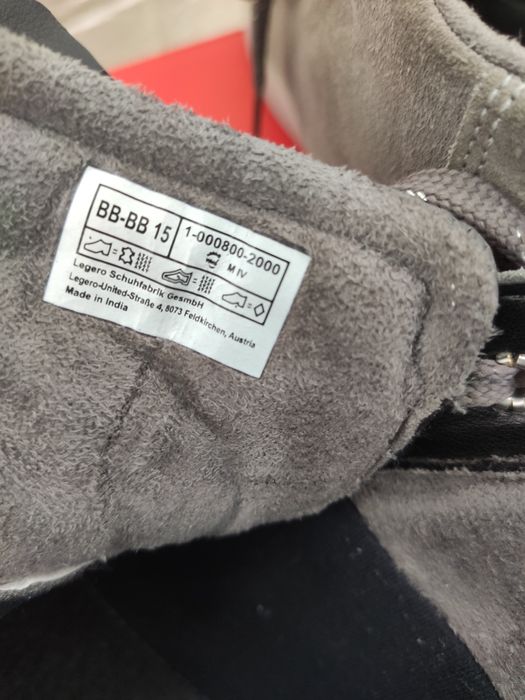 BB-BB 15
1-000800-2000
M IV
Legero Schuhfabrik GesmbH
Legero-United-Straße 4, 8073 Feldkirchen, Austria
Made in India